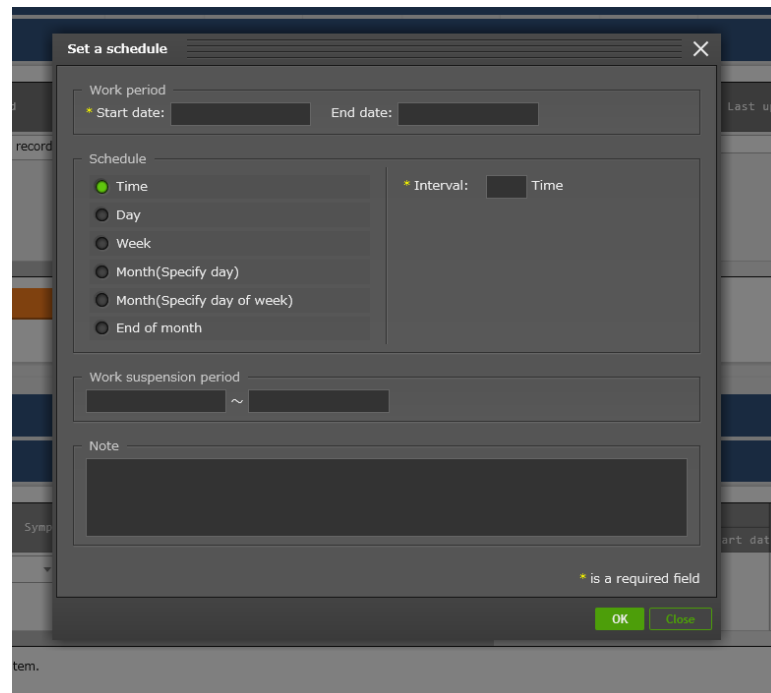 Set a schedule
Work period
* Start date: End date:
Last u
record
Schedule
Time
* Interval: Time
Day
Week
Month(Specify day)
Month(Specify day of week)
End of month
Work suspension period
~
Note
Symp
art dat
* is a required field
OK Close
tem.